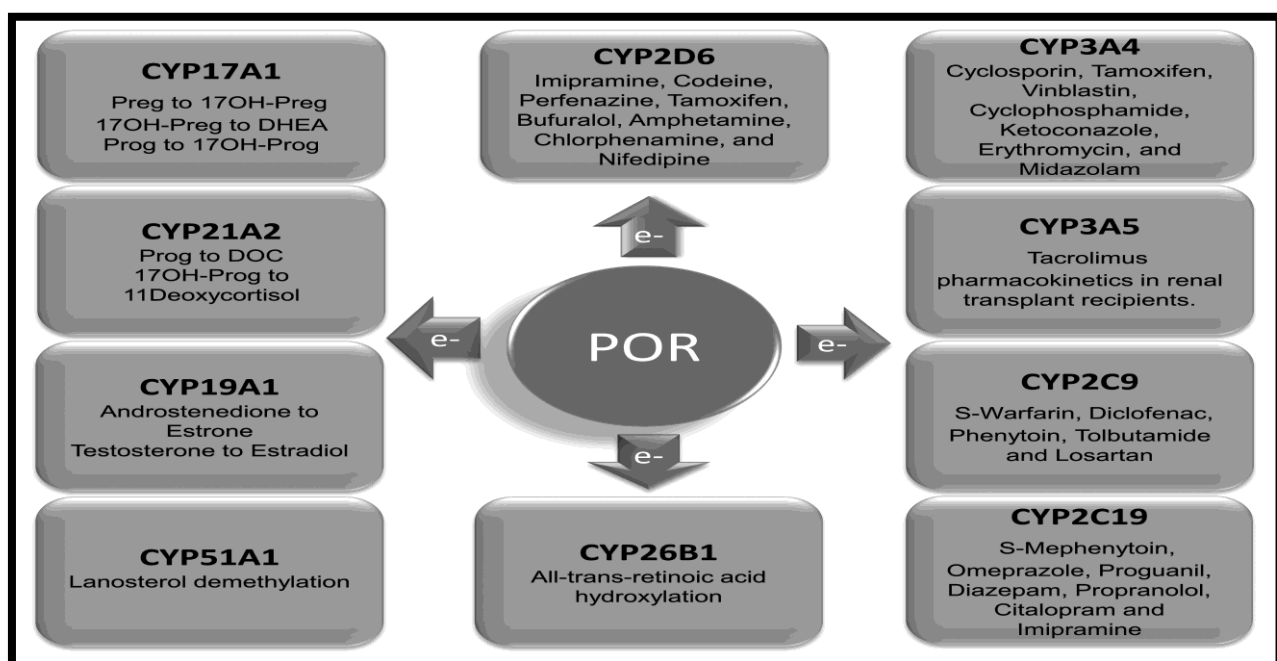 CYP17A1
Preg to 17OH-Preg
17OH-Preg to DHEA
Prog to 17OH-Prog
CYP21A2
Prog to DOC
17OH-Prog to
11Deoxycortisol
CYP19A1
Androstenedione to
Estrone
Testosterone to Estradiol
CYP51A1
Lanosterol demethylation
CYP2D6
Imipramine, Codeine,
Perfenazine, Tamoxifen,
Bufuralol, Amphetamine,
Chlorphenamine, and
Nifedipine
e-
e-
POR
e-
e-
CYP26B1
All-trans-retinoic acid
hydroxylation
CYP3A4
Cyclosporin, Tamoxifen,
Vinblastin,
Cyclophosphamide,
Ketoconazole,
Erythromycin, and
Midazolam
CYP3A5
Tacrolimus
pharmacokinetics in renal
transplant recipients.
CYP2C9
S-Warfarin, Diclofenac,
Phenytoin, Tolbutamide
and Losartan
CYP2C19
S-Mephenytoin,
Omeprazole, Proguanil,
Diazepam, Propranolol,
Citalopram and
Imipramine